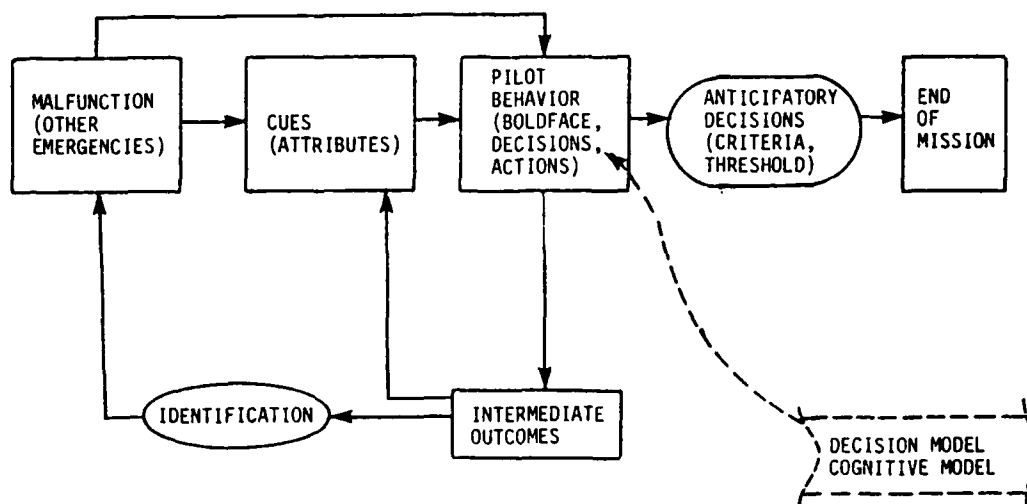 MALFUNCTION
(OTHER
EMERGENCIES)
CUES
(ATTRIBUTES)
PILOT
BEHAVIOR
(BOLDFACE,
DECISIONS,
ACTIONS)
ANTICIPATORY
DECISIONS
(CRITERIA,
THRESHOLD)
END
OF
MISSION
IDENTIFICATION
INTERMEDIATE
OUTCOMES
DECISION MODEL
COGNITIVE MODEL